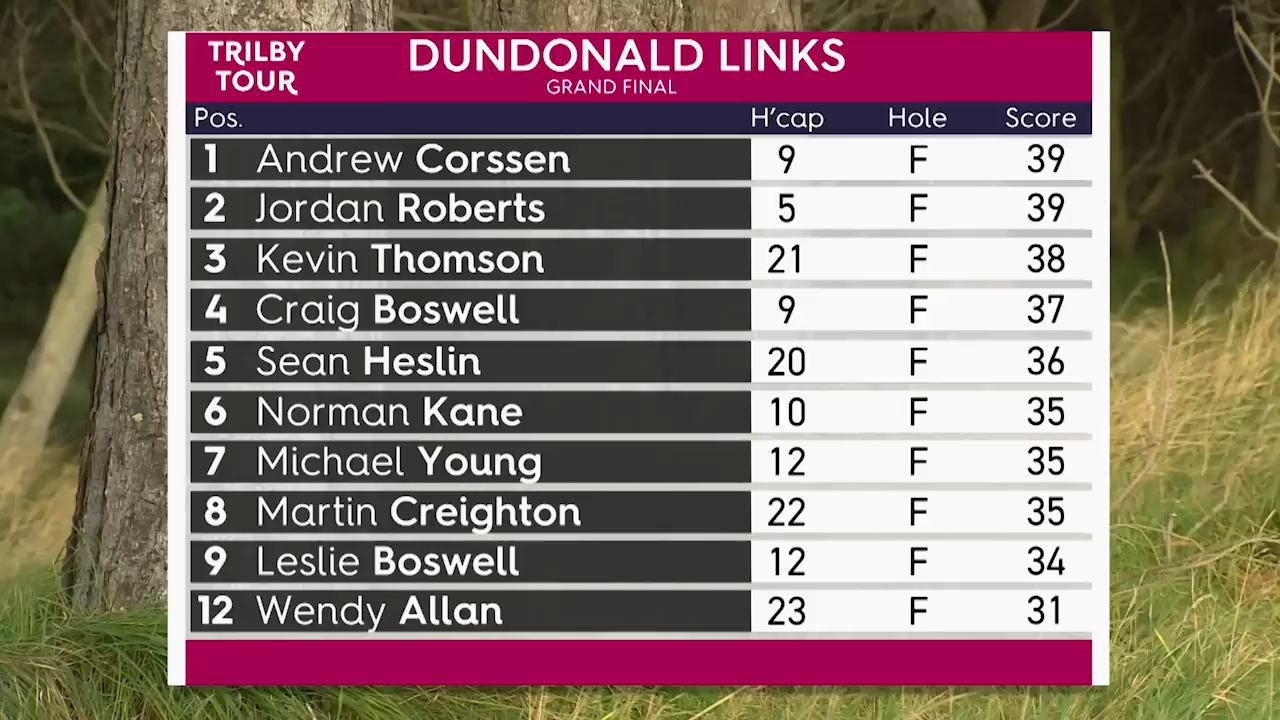 TRILBY TOUR
DUNDONALD LINKS
GRAND FINAL
Pos. H'cap Hole Score
1 Andrew Corssen 9 F 39
2 Jordan Roberts 5 F 39
3 Kevin Thomson 21 F 38
4 Craig Boswell 9 F 37
5 Sean Heslin 20 F 36
6 Norman Kane 10 F 35
7 Michael Young 12 F 35
8 Martin Creighton 22 F 35
9 Leslie Boswell 12 F 34
12 Wendy Allan 23 F 31